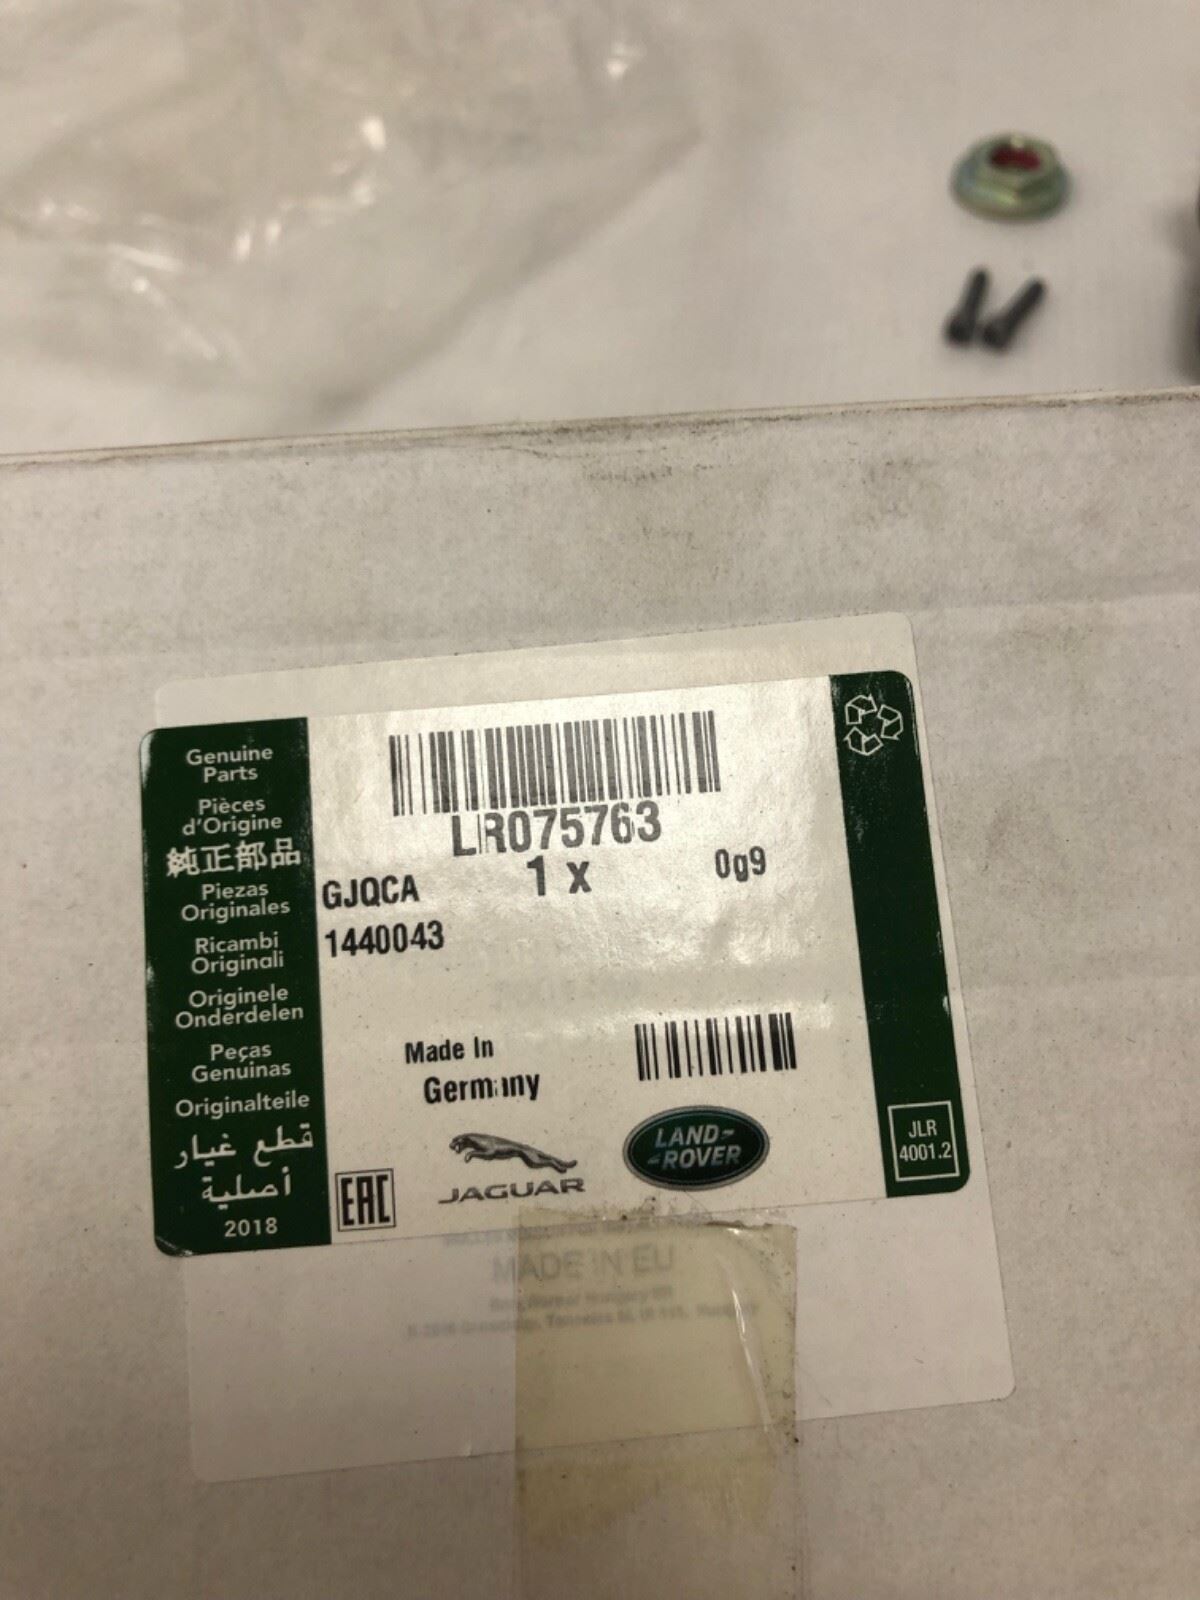 Genuine
Parts
Pièces
d'Origine
純正部品
Piezas
Originales
Ricambi
Originali
Originele
Onderdelen
Peças
Genuinas
Originalteile
قطع غيار
أصلية
2018
LR075763
1 x
0g9
GJQCA
1440043
Made In
Germany
EAC
JAGUAR
LAND-
-ROVER
JLR
4001.2
MADE IN EU